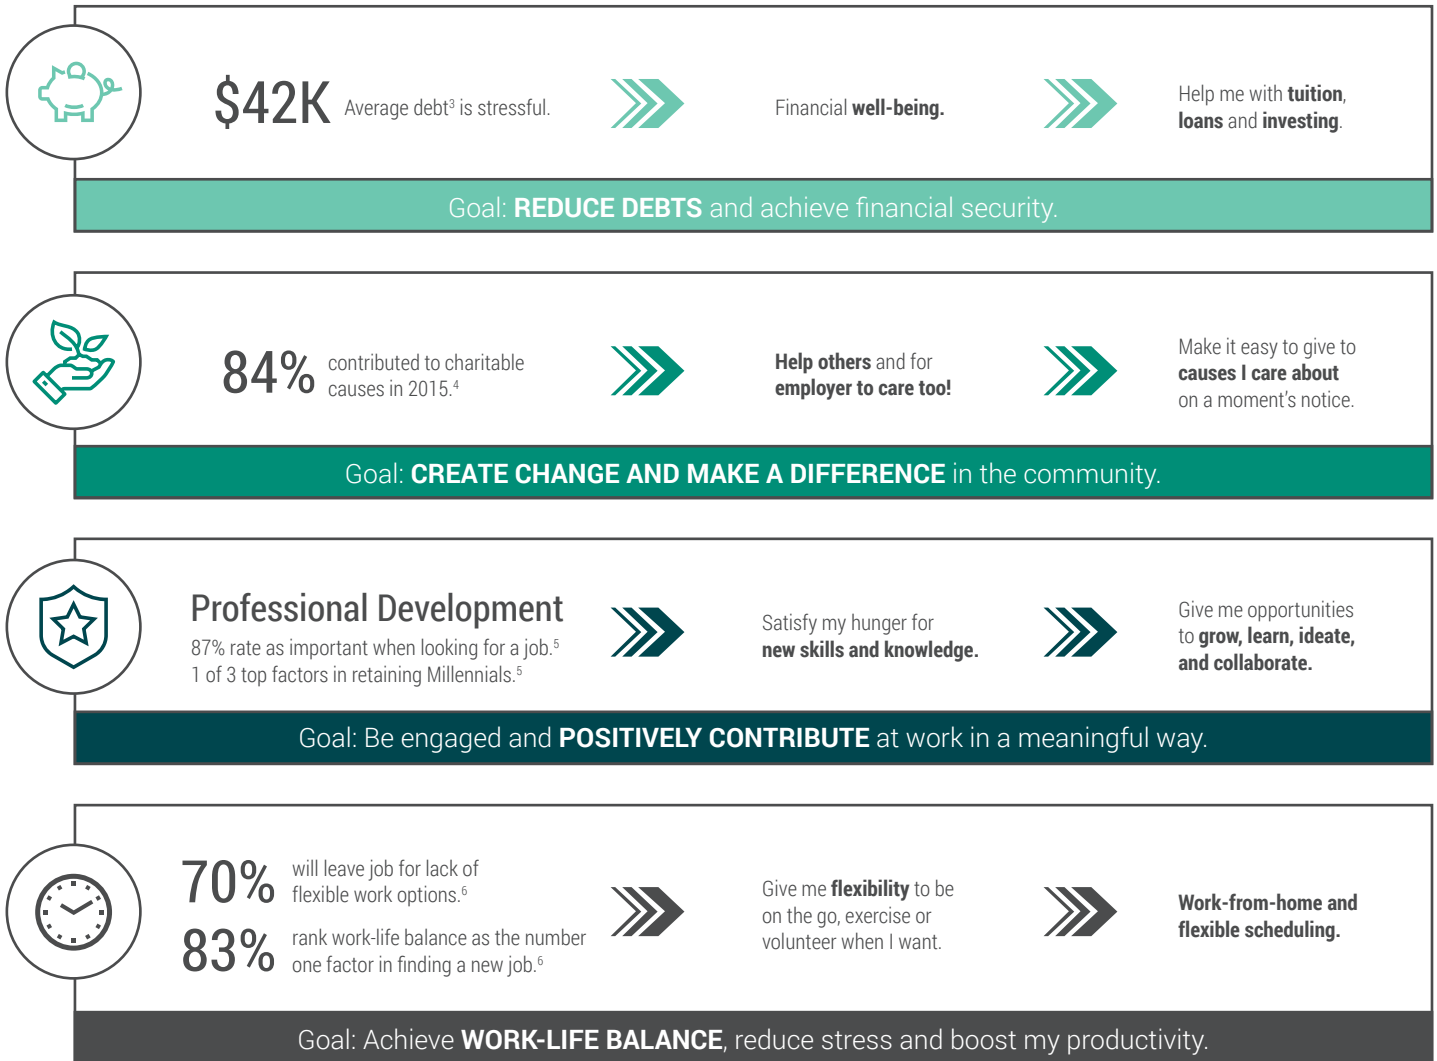 $42K Average debt³ is stressful.
Financial well-being.
Help me with tuition,
loans and investing.
Goal: REDUCE DEBTS and achieve financial security.
84% contributed to charitable
causes in 2015.⁴
Help others and for
employer to care too!
Make it easy to give to
causes I care about
on a moment's notice.
Goal: CREATE CHANGE AND MAKE A DIFFERENCE in the community.
Professional Development
87% rate as important when looking for a job.⁵
1 of 3 top factors in retaining Millennials.⁵
Satisfy my hunger for
new skills and knowledge.
Give me opportunities
to grow, learn, ideate,
and collaborate.
Goal: Be engaged and POSITIVELY CONTRIBUTE at work in a meaningful way.
70% will leave job for lack of
flexible work options.⁶
83% rank work-life balance as the number
one factor in finding a new job.⁶
Give me flexibility to be
on the go, exercise or
volunteer when I want.
Work-from-home and
flexible scheduling.
Goal: Achieve WORK-LIFE BALANCE, reduce stress and boost my productivity.